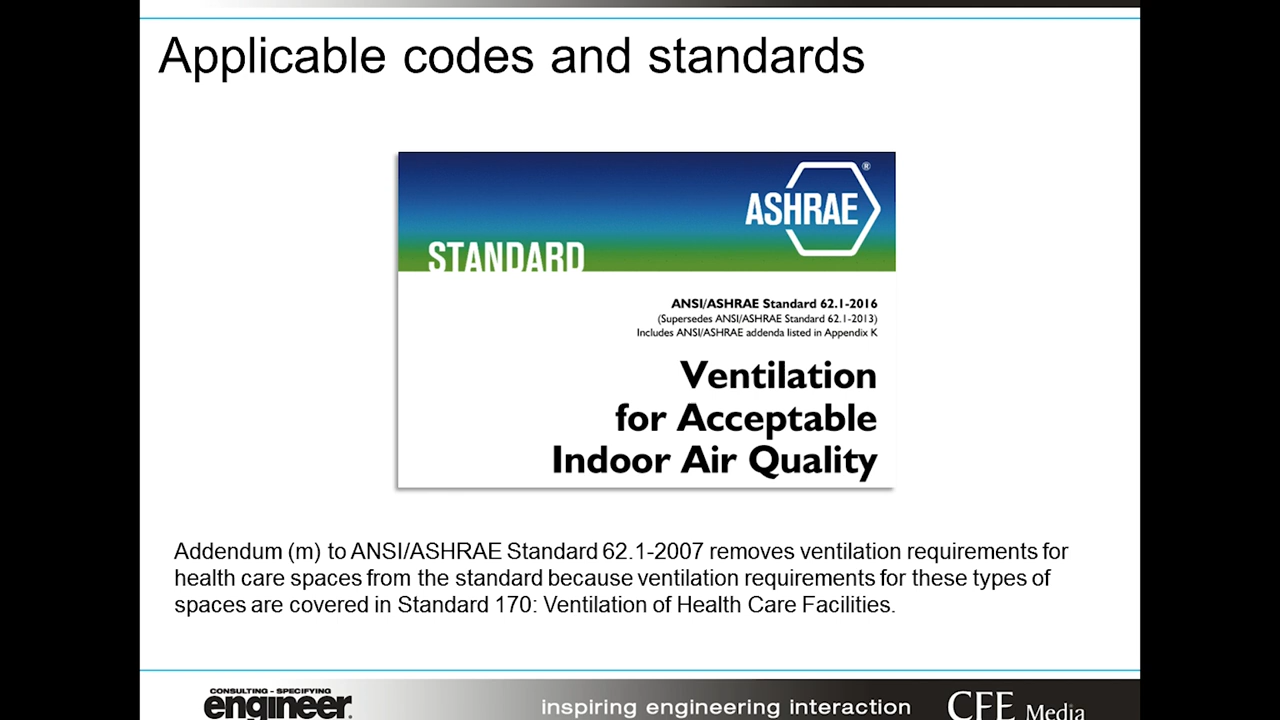 Applicable codes and standards
ASHRAE®
STANDARD
ANSI/ASHRAE Standard 62.1-2016
(Supersedes ANSI/ASHRAE Standard 62.1-2013)
Includes ANSI/ASHRAE addenda listed in Appendix K
Ventilation
for Acceptable
Indoor Air Quality
Addendum (m) to ANSI/ASHRAE Standard 62.1-2007 removes ventilation requirements for
health care spaces from the standard because ventilation requirements for these types of
spaces are covered in Standard 170: Ventilation of Health Care Facilities.
CONSULTING - SPECIFYING
engineer®
inspiring engineering interaction
CFE Media